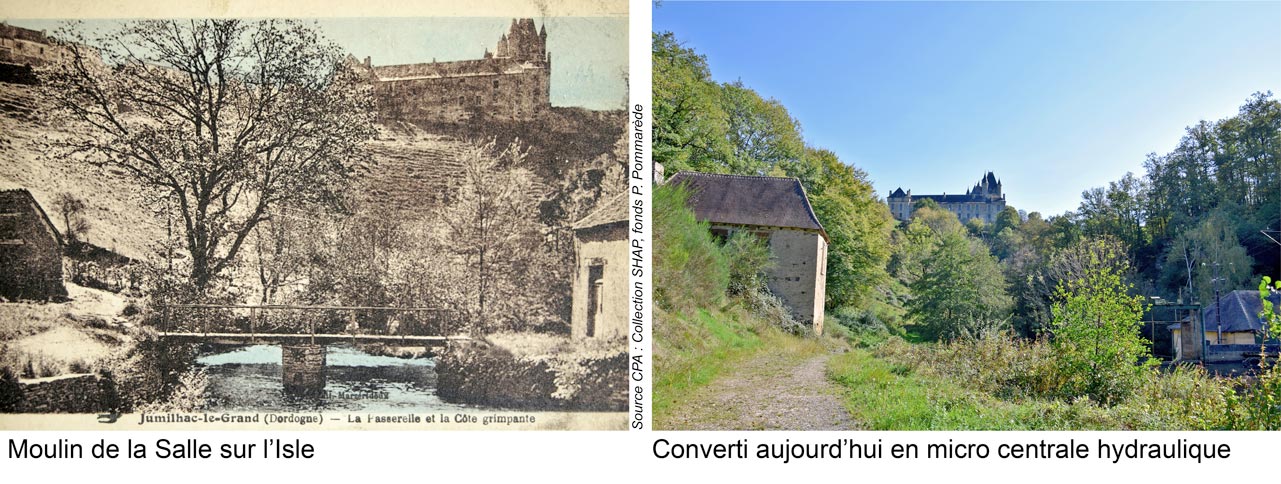 Jumilhac-le-Grand (Dordogne) — La Passerelle et la Côte grimpante
Source CPA : Collection SHAP, fonds P. Pommarède
Moulin de la Salle sur l’Isle
Converti aujourd’hui en micro centrale hydraulique